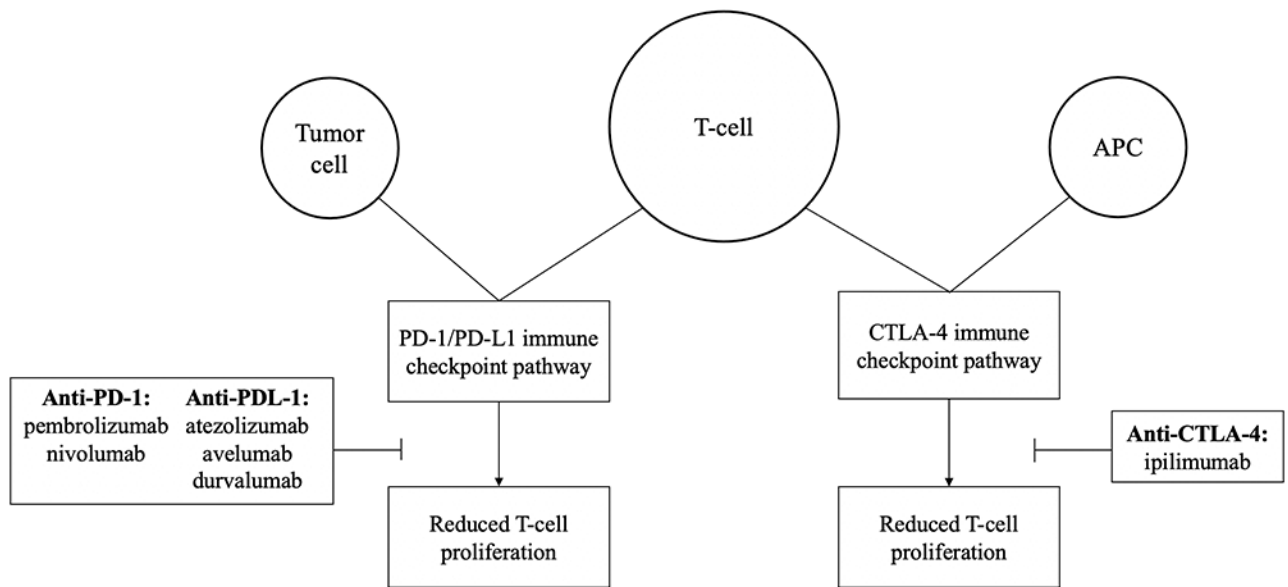 Tumor
cell
T-cell
APC
PD-1/PD-L1 immune
checkpoint pathway
CTLA-4 immune
checkpoint pathway
Anti-PD-1:
pembrolizumab
nivolumab
Anti-PDL-1:
atezolizumab
avelumab
durvalumab
Anti-CTLA-4:
ipilimumab
Reduced T-cell
proliferation
Reduced T-cell
proliferation